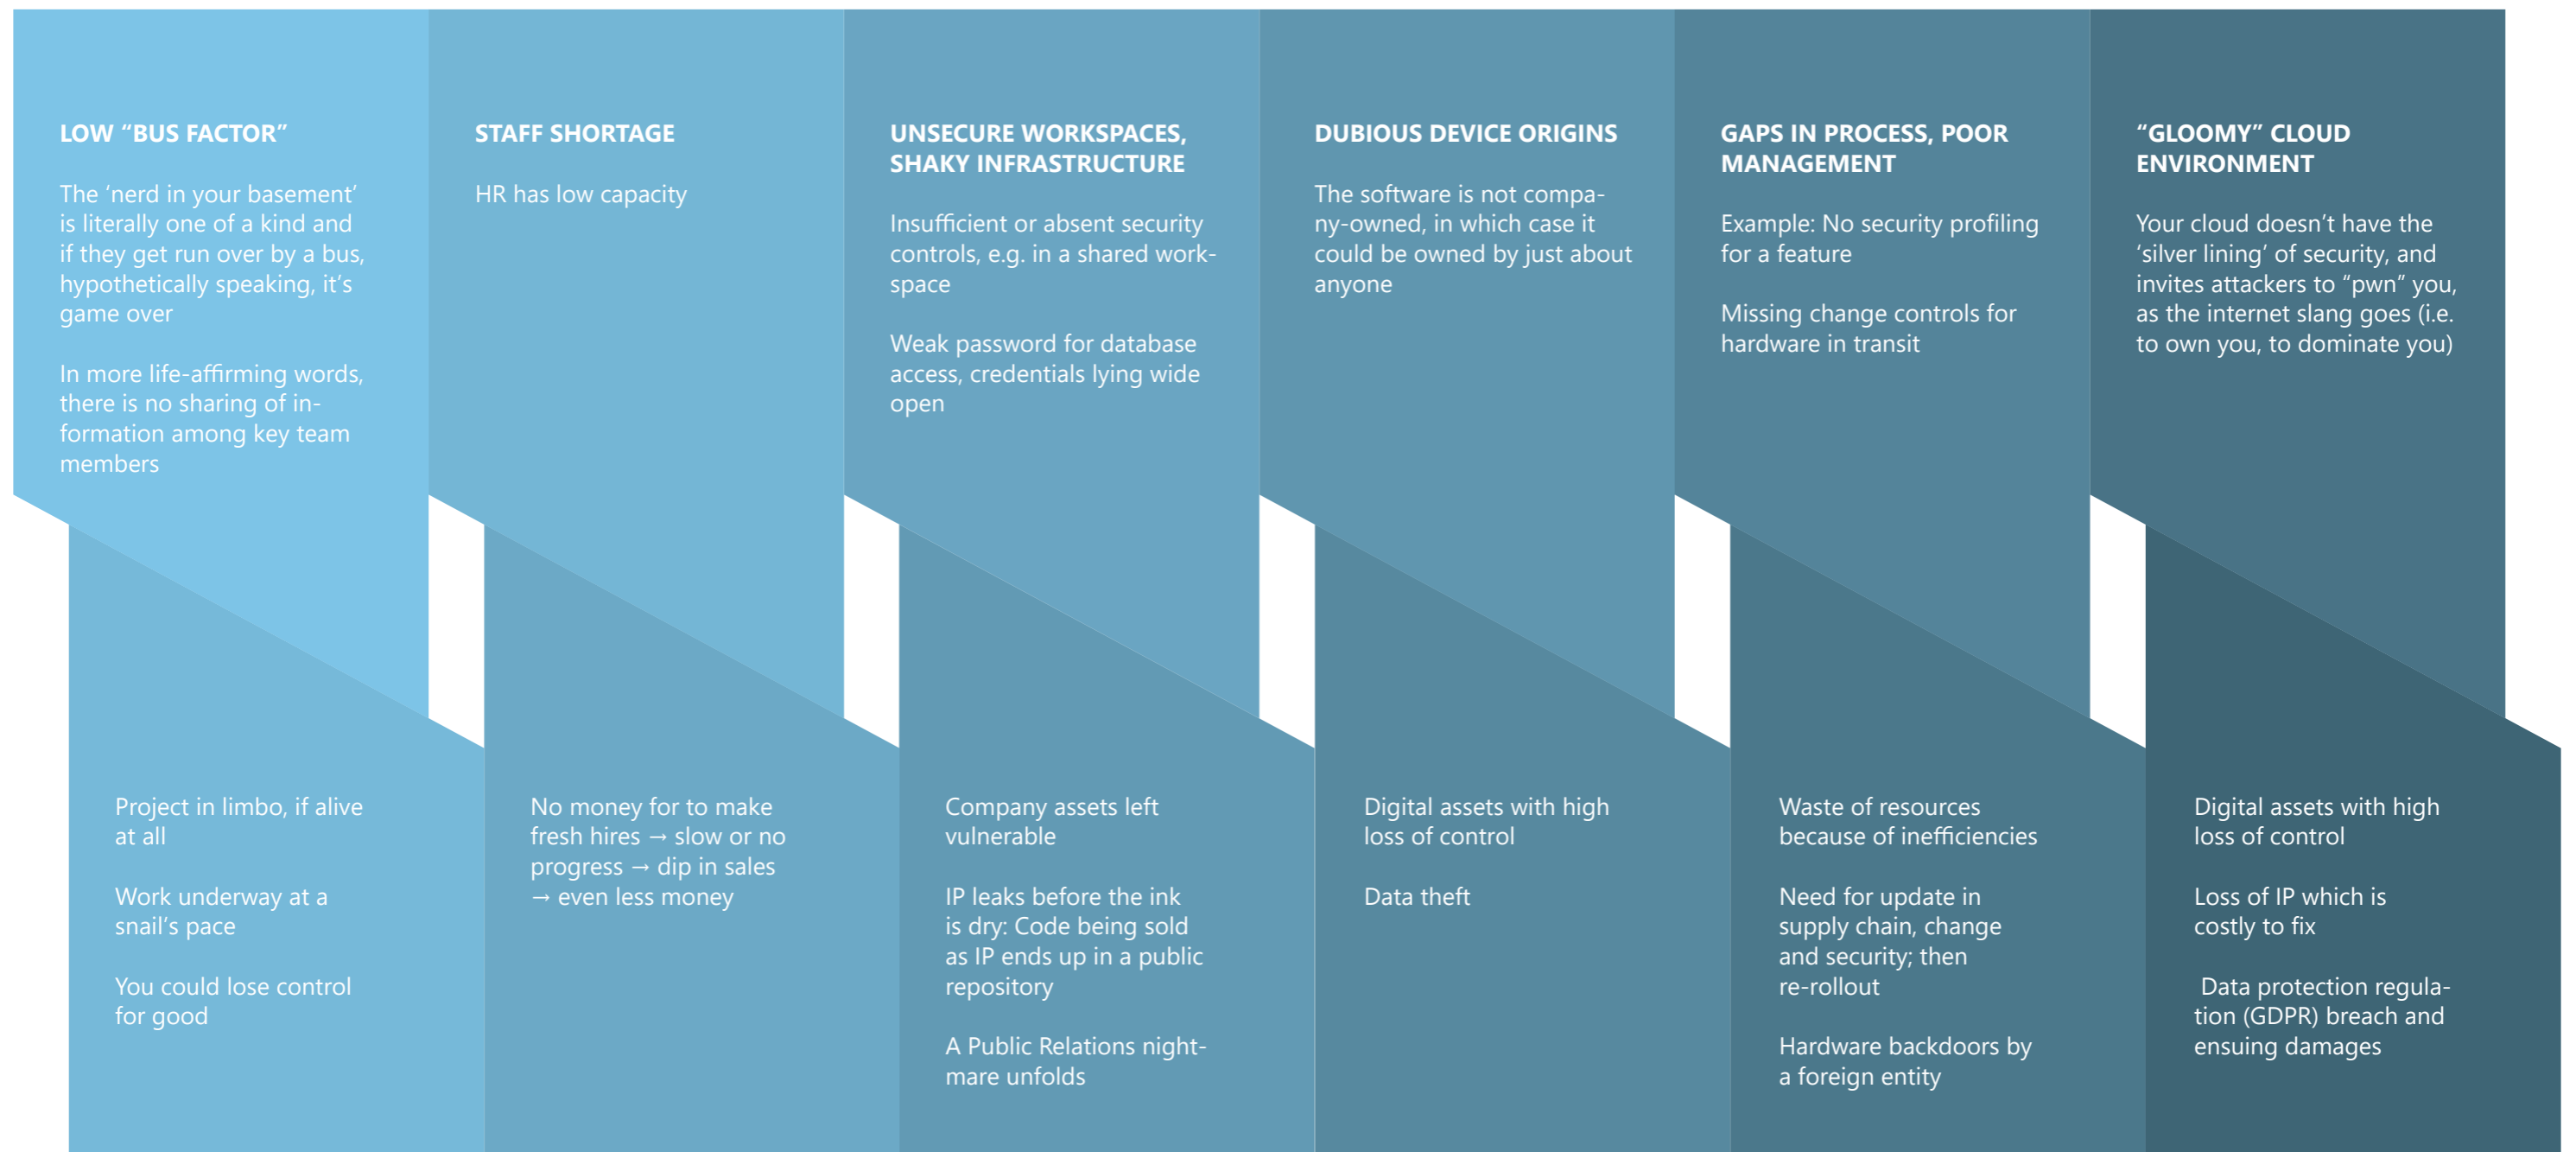 LOW “BUS FACTOR”
The ‘nerd in your basement’
is literally one of a kind and
if they get run over by a bus,
hypothetically speaking, it’s
game over
In more life-affirming words,
there is no sharing of in-
formation among key team
members
STAFF SHORTAGE
HR has low capacity
UNSECURE WORKSPACES,
SHAKY INFRASTRUCTURE
Insufficient or absent security
controls, e.g. in a shared work-
space
Weak password for database
access, credentials lying wide
open
DUBIOUS DEVICE ORIGINS
The software is not compa-
ny-owned, in which case it
could be owned by just about
anyone
GAPS IN PROCESS, POOR
MANAGEMENT
Example: No security profiling
for a feature
Missing change controls for
hardware in transit
“GLOOMY” CLOUD
ENVIRONMENT
Your cloud doesn’t have the
‘silver lining’ of security, and
invites attackers to “pwn” you,
as the internet slang goes (i.e.
to own you, to dominate you)
Project in limbo, if alive
at all
Work underway at a
snail’s pace
You could lose control
for good
No money for to make
fresh hires → slow or no
progress → dip in sales
→ even less money
Company assets left
vulnerable
IP leaks before the ink
is dry: Code being sold
as IP ends up in a public
repository
A Public Relations night-
mare unfolds
Digital assets with high
loss of control
Data theft
Waste of resources
because of inefficiencies
Need for update in
supply chain, change
and security; then
re-rollout
Hardware backdoors by
a foreign entity
Digital assets with high
loss of control
Loss of IP which is
costly to fix
Data protection regula-
tion (GDPR) breach and
ensuing damages